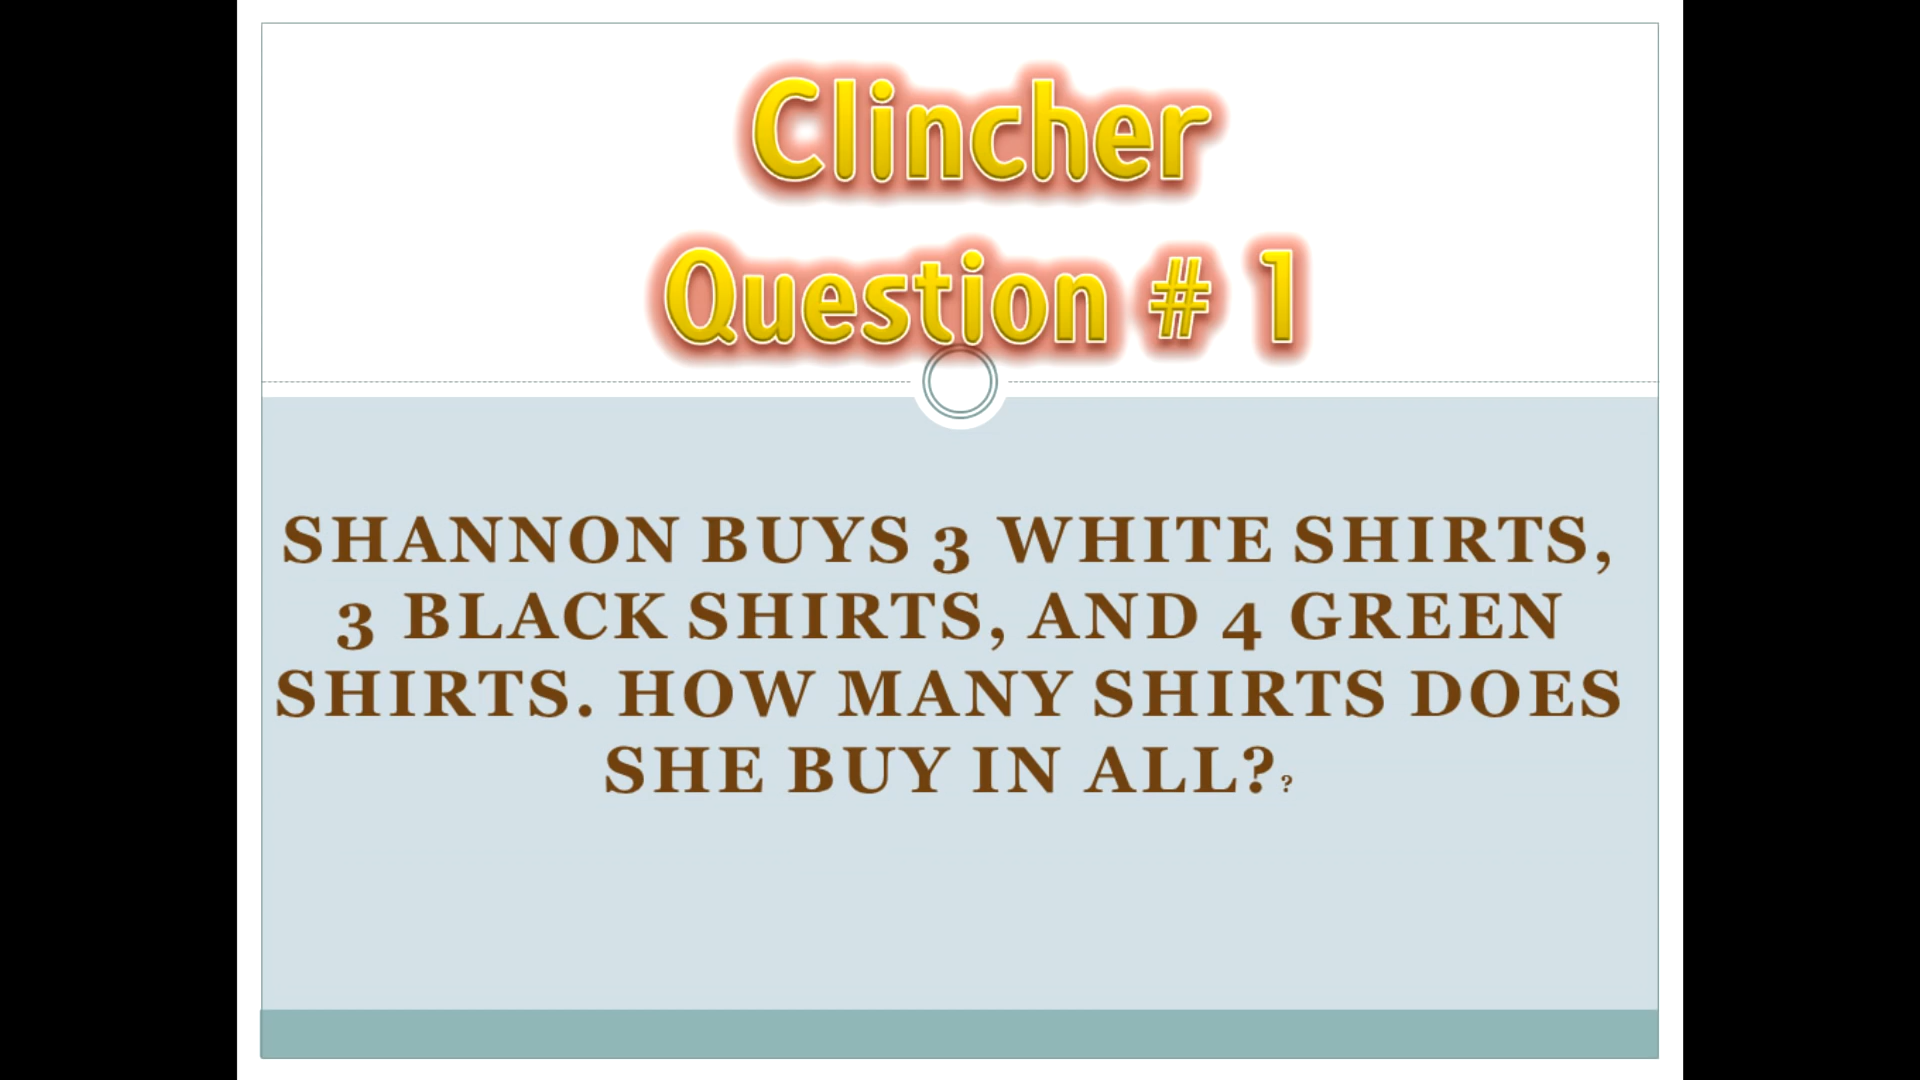 Clincher
Question # 1
SHANNON BUYS 3 WHITE SHIRTS,
3 BLACK SHIRTS, AND 4 GREEN
SHIRTS. HOW MANY SHIRTS DOES
SHE BUY IN ALL??